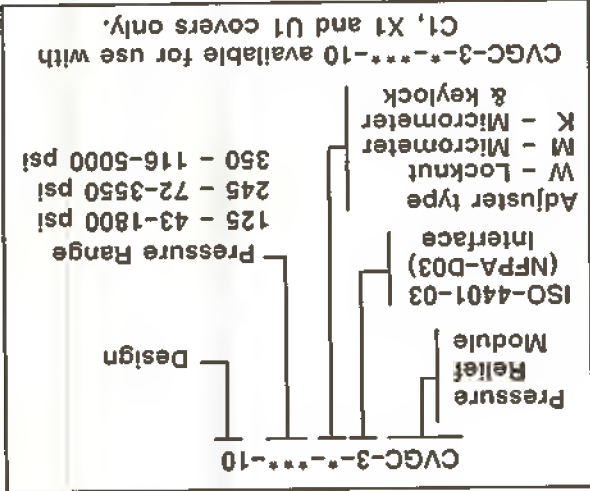 CVGC-3-*-***-10
Pressure
Relief
Module
ISO-4401-03
(NFPA-D03)
Interface
Adjuster type
W - Locknut
M - Micrometer
K - Micrometer
& keylock
Design
Pressure Range
125 - 43-1800 psi
245 - 72-3550 psi
350 - 116-5000 psi
CVGC-3-*-***-10 available for use with
C1, X1 and U1 covers only.